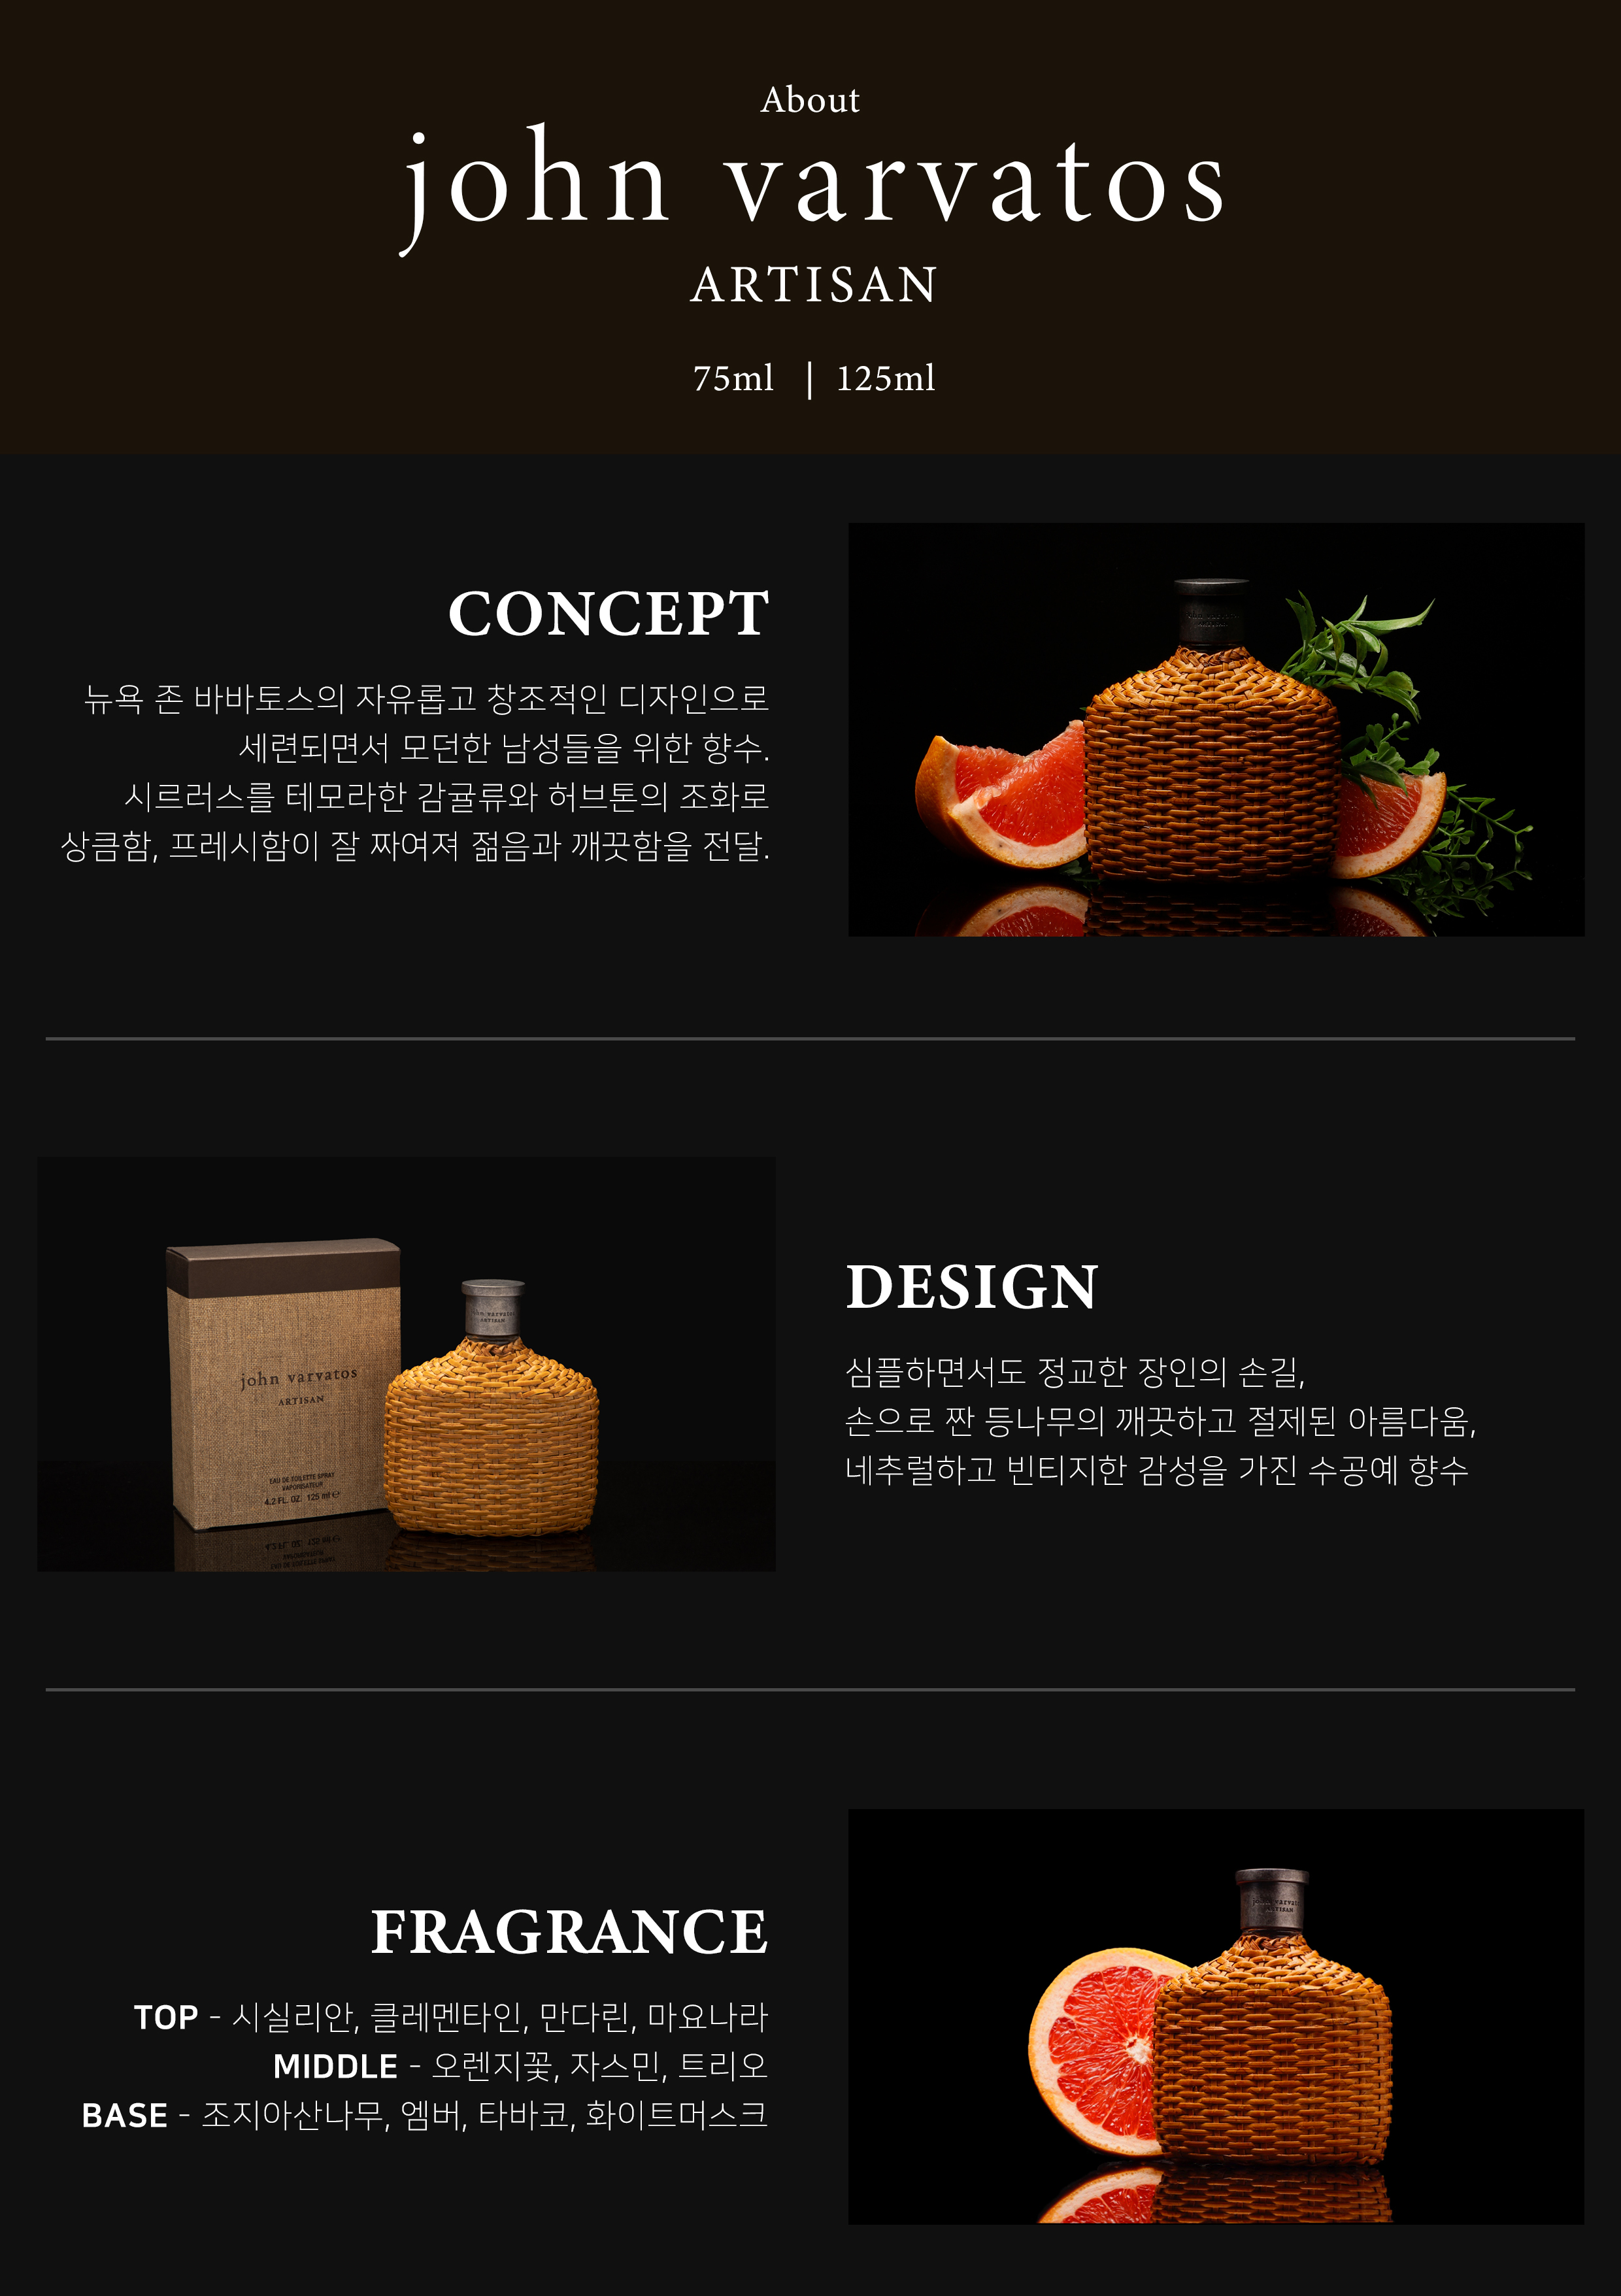 About
john varvatos
ARTISAN
75ml | 125ml
CONCEPT
뉴욕 존 바바토스의 자유롭고 창조적인 디자인으로
세련되면서 모던한 남성들을 위한 향수.
시르러스를 테모라한 감귤류와 허브톤의 조화로
상큼함, 프레시함이 잘 짜여져 젊음과 깨끗함을 전달.
john varvatos
ARTISAN
EAU DE TOILETTE SPRAY
VAPORISATEUR
4.2 FL. OZ. 125 ml ℮
john varvatos
ARTISAN
DESIGN
심플하면서도 정교한 장인의 손길,
손으로 짠 등나무의 깨끗하고 절제된 아름다움,
네추럴하고 빈티지한 감성을 가진 수공예 향수
FRAGRANCE
TOP - 시실리안, 클레멘타인, 만다린, 마요나라
MIDDLE - 오렌지꽃, 자스민, 트리오
BASE - 조지아산나무, 엠버, 타바코, 화이트머스크
john varvatos
ARTISAN